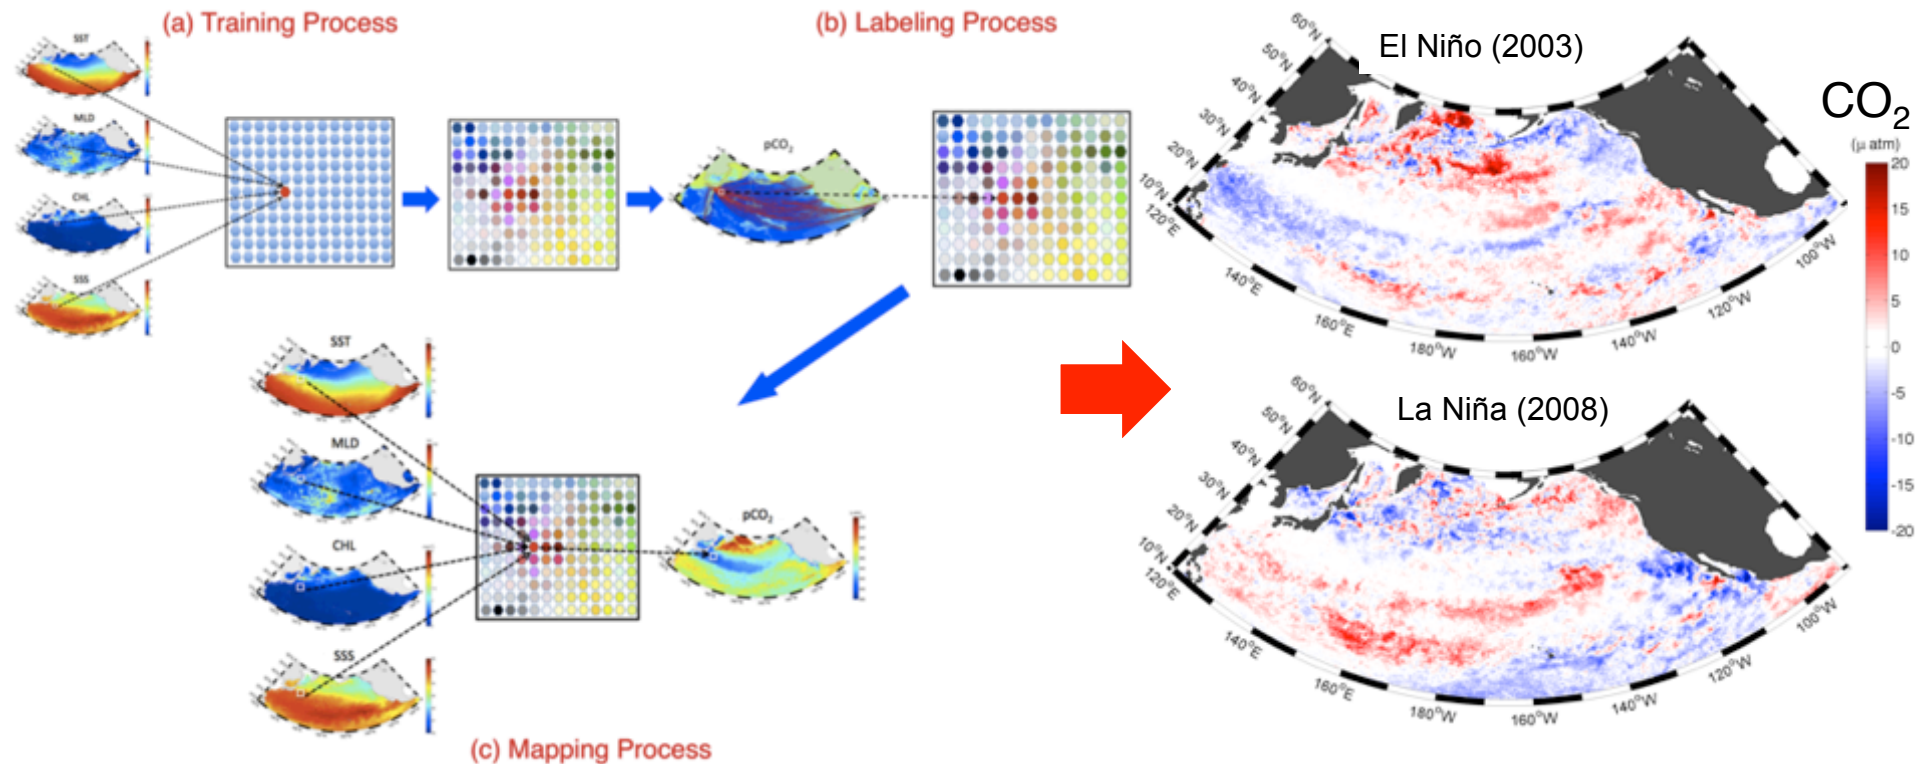 (a) Training Process
SST
MLD
CHL
SSS
(b) Labeling Process
pCO₂
SST
MLD
CHL
SSS
pCO₂
(c) Mapping Process
El Niño (2003)
60°N
50°N
40°N
30°N
20°N
10°N
120°E
140°E
160°E
180°W
160°W
140°W
120°W
100°W
CO₂
(μ atm)
20
15
10
5
0
-5
-10
-15
-20
La Niña (2008)
60°N
50°N
40°N
30°N
20°N
10°N
120°E
140°E
160°E
180°W
160°W
140°W
120°W
100°W